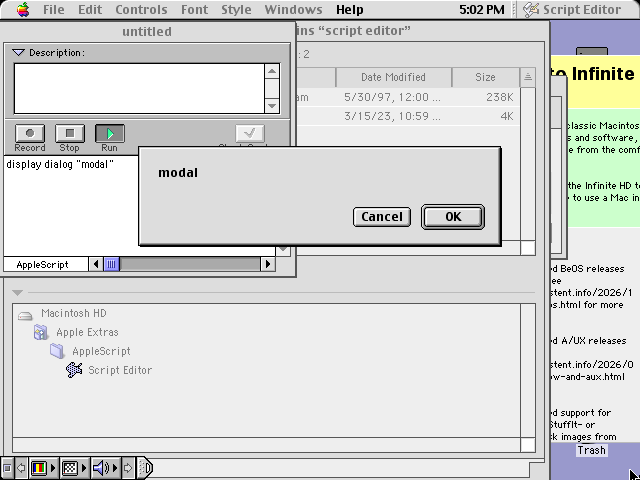 File Edit Controls Font Style Windows Help 5:02 PM Script Editor
untitled
ins “script editor”
Description:
: 2
Date Modified Size
am 5/30/97, 12:00 ... 238K
3/15/23, 10:59 ... 4K
Record Stop Run
display dialog "modal"
modal
Cancel OK
AppleScript
Macintosh HD
Apple Extras
AppleScript
Script Editor
to Infinite
classic Macintos
s and software,
e from the comf
the Infinite HD to
to use a Mac in
ed BeOS releases
ee
stent.info/2026/1
os.html for more
ed A/UX releases
stent.info/2026/0
ow-and-aux.html
ed support for
StuffIt- or
sk images from
Trash